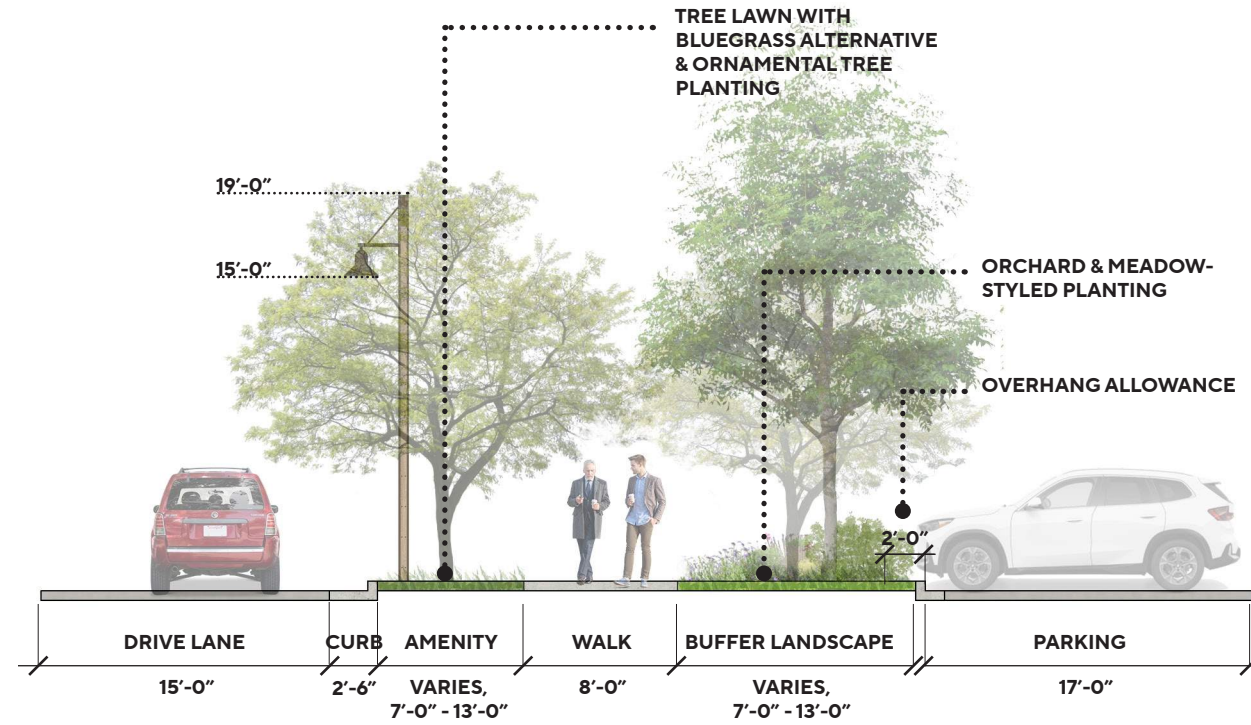 TREE LAWN WITH
BLUEGRASS ALTERNATIVE
& ORNAMENTAL TREE
PLANTING
19'-0"
15'-0"
ORCHARD & MEADOW-
STYLED PLANTING
OVERHANG ALLOWANCE
2'-0"
DRIVE LANE
CURB
AMENITY
WALK
BUFFER LANDSCAPE
PARKING
15'-0"
2'-6"
VARIES,
7'-0" - 13'-0"
8'-0"
VARIES,
7'-0" - 13'-0"
17'-0"